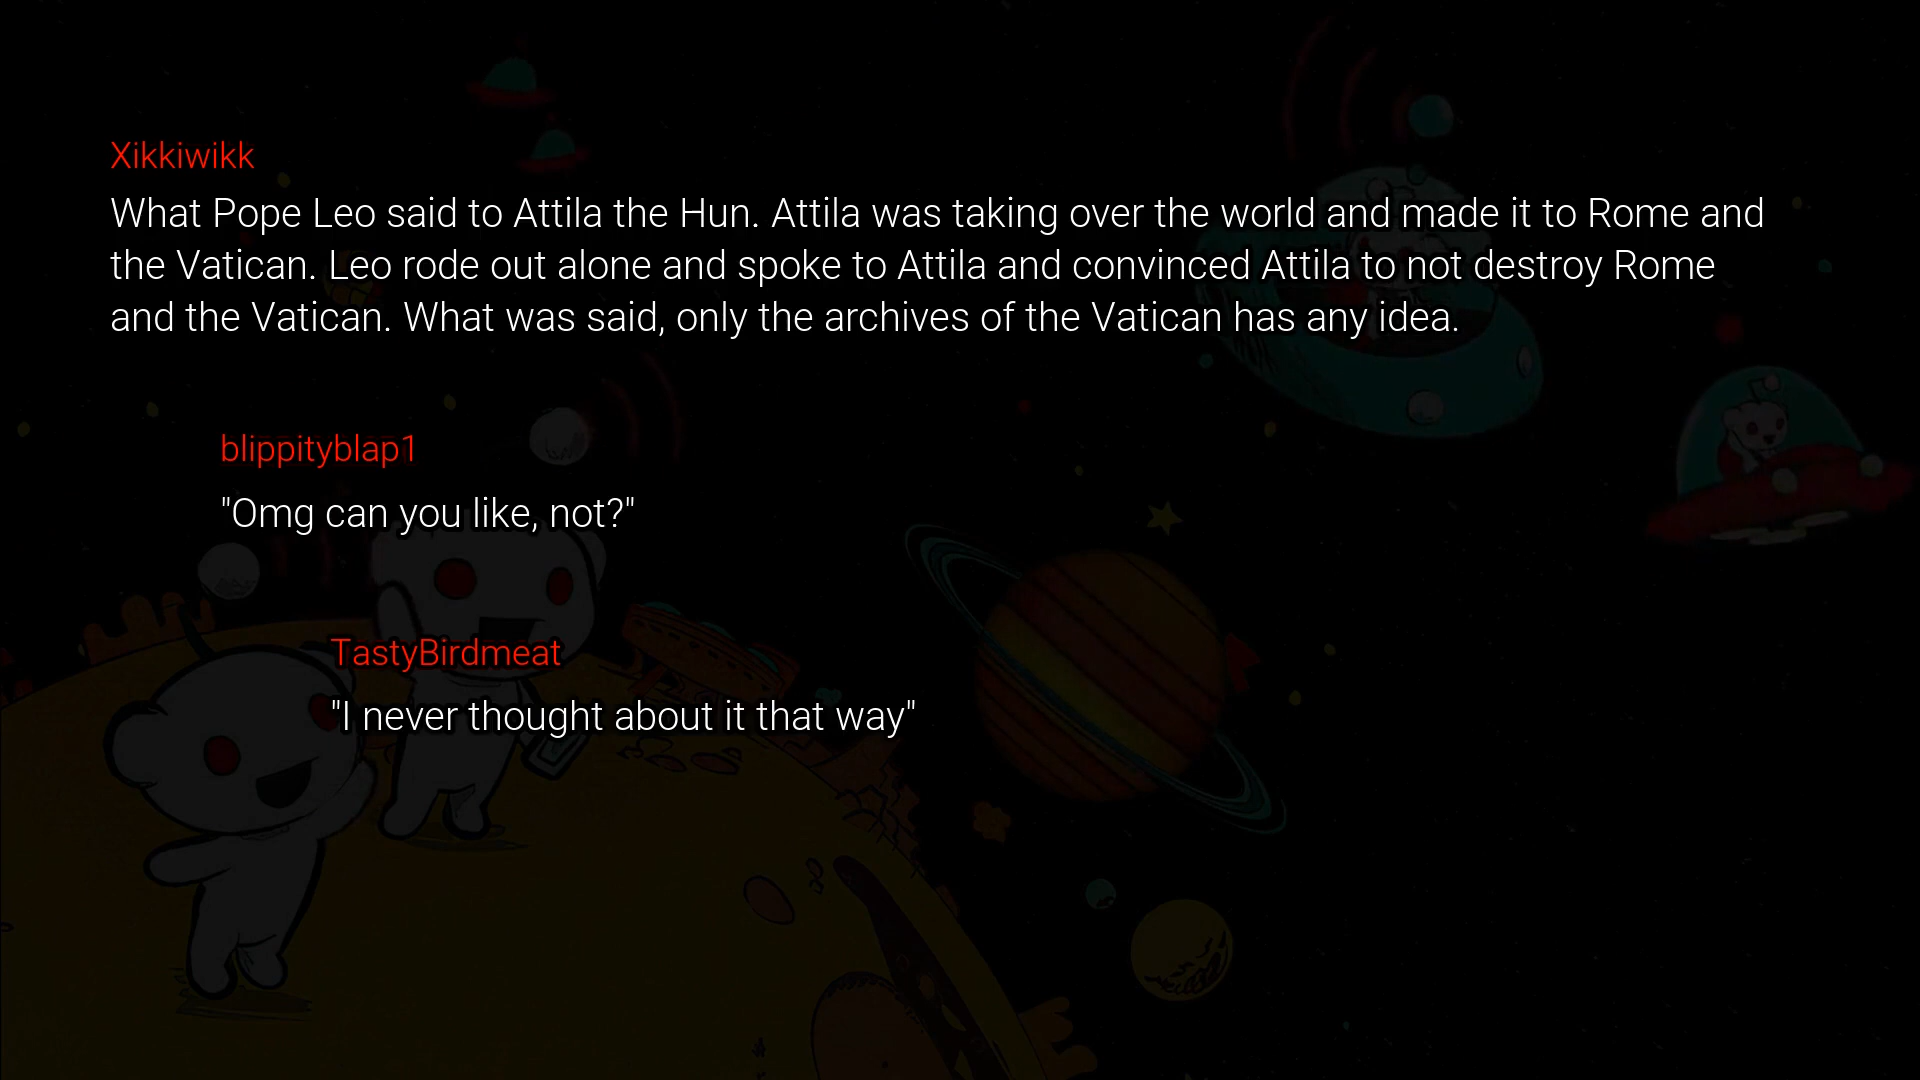 Xikkiwikk
What Pope Leo said to Attila the Hun. Attila was taking over the world and made it to Rome and
the Vatican. Leo rode out alone and spoke to Attila and convinced Attila to not destroy Rome
and the Vatican. What was said, only the archives of the Vatican has any idea.
blippityblap1
"Omg can you like, not?"
TastyBirdmeat
"I never thought about it that way"